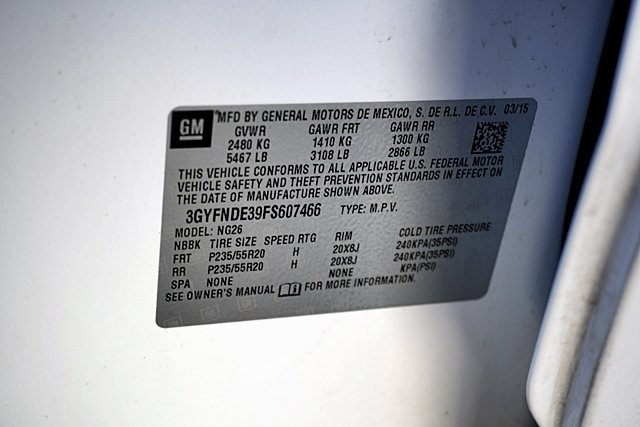 GM MFD BY GENERAL MOTORS DE MEXICO, S. DE R.L. DE C.V. 03/15
GVWR GAWR FRT GAWR RR
2480 KG 1410 KG 1300 KG
5467 LB 3108 LB 2866 LB
THIS VEHICLE CONFORMS TO ALL APPLICABLE U.S. FEDERAL MOTOR
VEHICLE SAFETY AND THEFT PREVENTION STANDARDS IN EFFECT ON
THE DATE OF MANUFACTURE SHOWN ABOVE.
3GYFNDE39FS607466 TYPE: M.P.V.
MODEL: NG26
NBBK TIRE SIZE SPEED RTG RIM COLD TIRE PRESSURE
FRT P235/55R20 H 20X8J 240KPA(35PSI)
RR P235/55R20 H 20X8J 240KPA(35PSI)
SPA NONE NONE KPA(PSI)
SEE OWNER'S MANUAL FOR MORE INFORMATION.